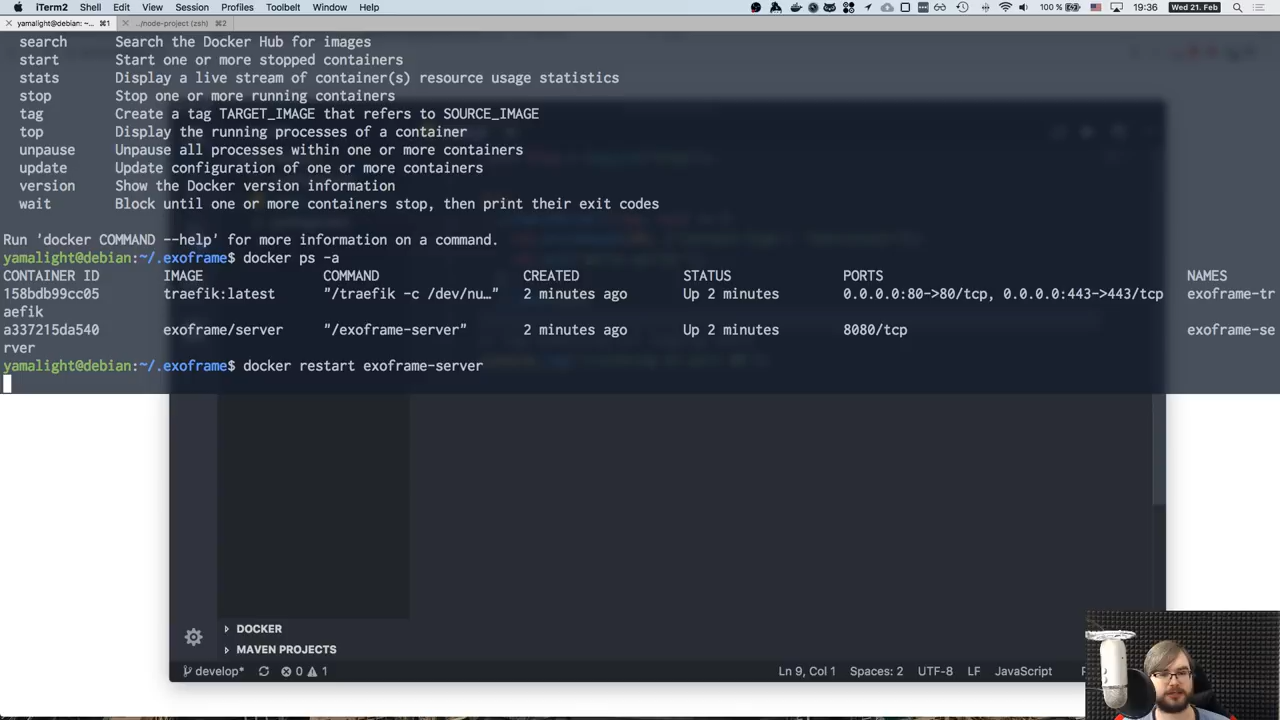 iTerm2 Shell Edit View Session Profiles Toolbelt Window Help 100 % 19:36 Wed 21. Feb
yamalight@debian: ~... ⌘1 ../node-project (zsh) ⌘2
search Search the Docker Hub for images
start Start one or more stopped containers
stats Display a live stream of container(s) resource usage statistics
stop Stop one or more running containers
tag Create a tag TARGET_IMAGE that refers to SOURCE_IMAGE
top Display the running processes of a container
unpause Unpause all processes within one or more containers
update Update configuration of one or more containers
version Show the Docker version information
wait Block until one or more containers stop, then print their exit codes
Run 'docker COMMAND --help' for more information on a command.
yamalight@debian:~/.exoframe$ docker ps -a
CONTAINER ID IMAGE COMMAND CREATED STATUS PORTS NAMES
158bdb99cc05 traefik:latest "/traefik -c /dev/nu…" 2 minutes ago Up 2 minutes 0.0.0.0:80->80/tcp, 0.0.0.0:443->443/tcp exoframe-tr
aefik
a337215da540 exoframe/server "/exoframe-server" 2 minutes ago Up 2 minutes 8080/tcp exoframe-se
rver
yamalight@debian:~/.exoframe$ docker restart exoframe-server
DOCKER
MAVEN PROJECTS
develop* 0 1 Ln 9, Col 1 Spaces: 2 UTF-8 LF JavaScript